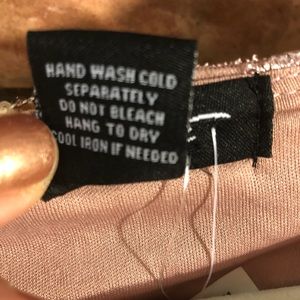 HAND WASH COLD
SEPARATELY
DO NOT BLEACH
HANG TO DRY
COOL IRON IF NEEDED